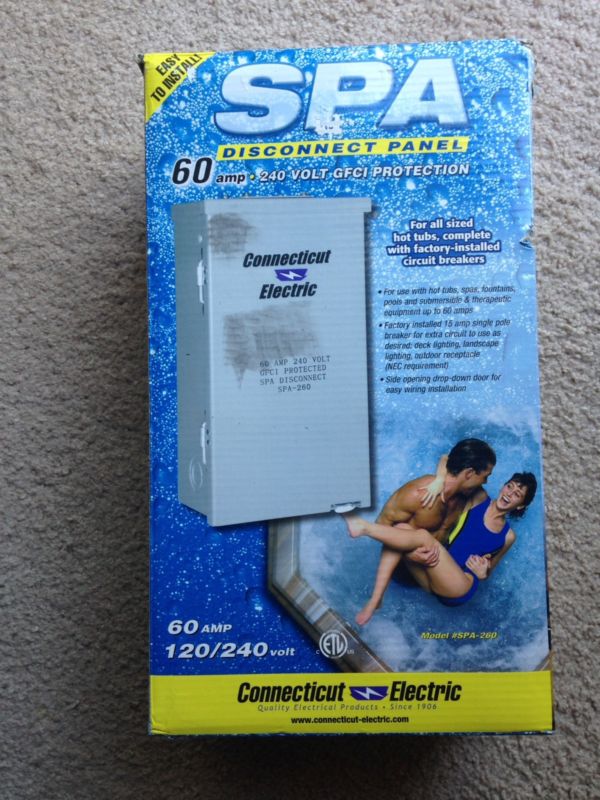 EASY
TO INSTALL!
SPA
DISCONNECT PANEL
60 amp • 240 VOLT GFCI PROTECTION
Connecticut
Electric
60 AMP 240 VOLT
GFCI PROTECTED
SPA DISCONNECT
SPA-260
For all sized
hot tubs, complete
with factory-installed
circuit breakers
• For use with hot tubs, spas, fountains,
pools and submersible & therapeutic
equipment up to 60 amps
• Factory installed 15 amp single pole
breaker for extra circuit to use as
desired: deck lighting, landscape
lighting, outdoor receptacle
(NEC requirement)
• Side opening drop-down door for
easy wiring installation
60 AMP
120/240 volt
C ETL US
Model #SPA-260
Connecticut Electric
Quality Electrical Products • Since 1906
www.connecticut-electric.com